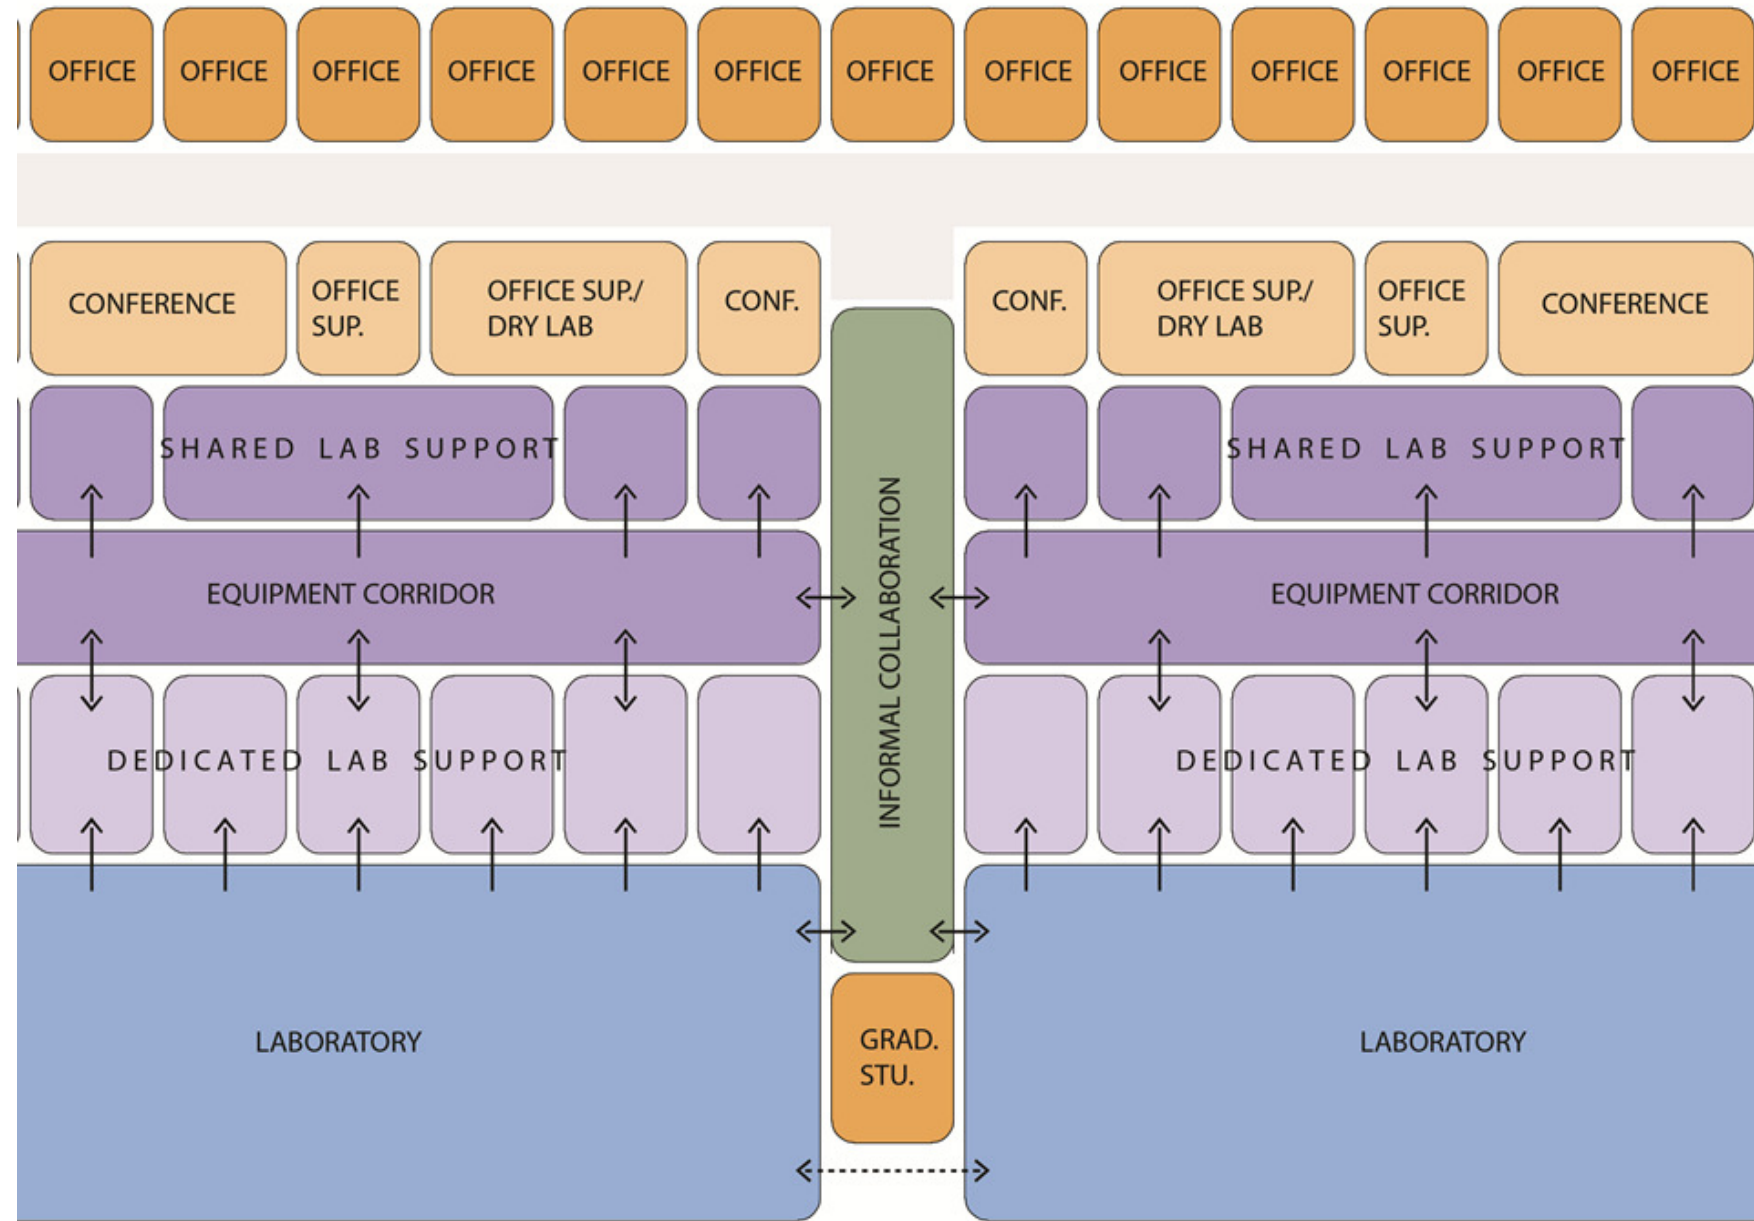 OFFICE OFFICE OFFICE OFFICE OFFICE OFFICE OFFICE OFFICE OFFICE OFFICE OFFICE OFFICE OFFICE
CONFERENCE
OFFICE
SUP.
OFFICE SUP./
DRY LAB
CONF.
CONF.
OFFICE SUP./
DRY LAB
OFFICE
SUP.
CONFERENCE
SHARED LAB SUPPORT
SHARED LAB SUPPORT
EQUIPMENT CORRIDOR
INFORMAL COLLABORATION
EQUIPMENT CORRIDOR
DEDICATED LAB SUPPORT
DEDICATED LAB SUPPORT
LABORATORY
GRAD.
STU.
LABORATORY